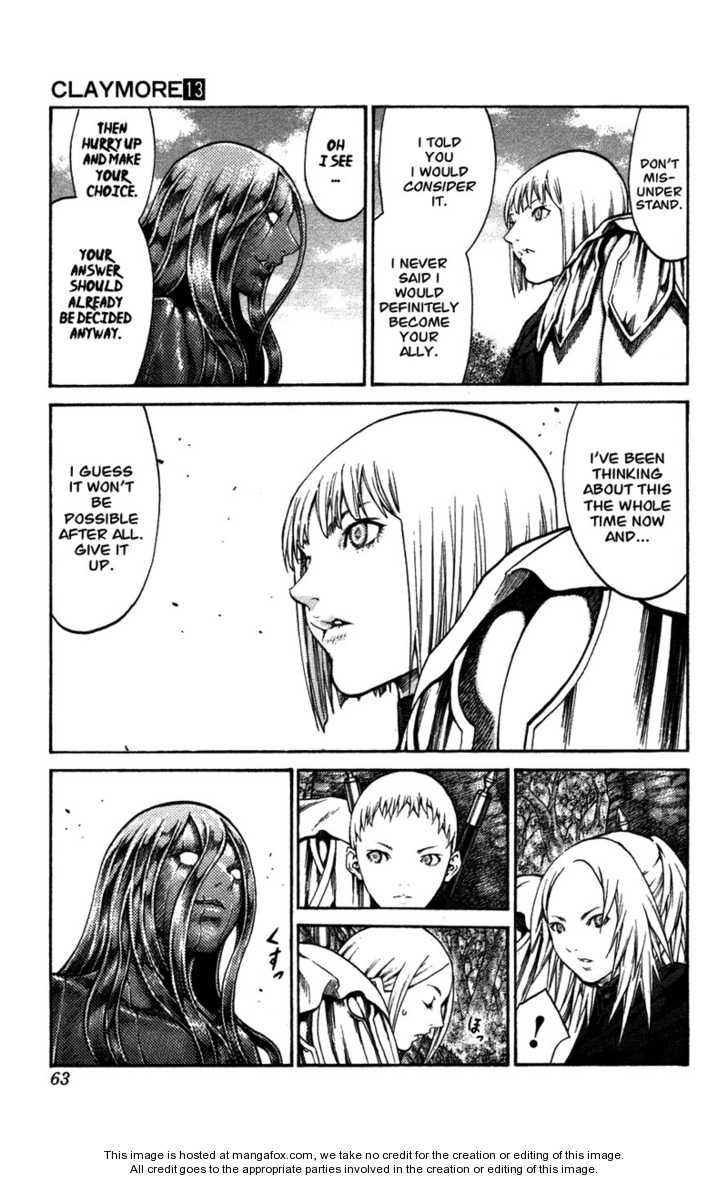 CLAYMORE 13
DON'T
MIS-
UNDER
STAND.
I TOLD
YOU
I WOULD
CONSIDER
IT.
I NEVER
SAID I
WOULD
DEFINITELY
BECOME
YOUR
ALLY.
OH
I SEE
...
THEN
HURRY UP
AND MAKE
YOUR
CHOICE.
YOUR
ANSWER
SHOULD
ALREADY
BE DECIDED
ANYWAY.
I'VE BEEN
THINKING
ABOUT THIS
THE WHOLE
TIME NOW
AND...
I GUESS
IT WON'T
BE
POSSIBLE
AFTER ALL.
GIVE IT
UP.
!
ほっ
くすっ
63
This image is hosted at mangafox.com, we take no credit for the creation or editing of this image.
All credit goes to the appropriate parties involved in the creation or editing of this image.